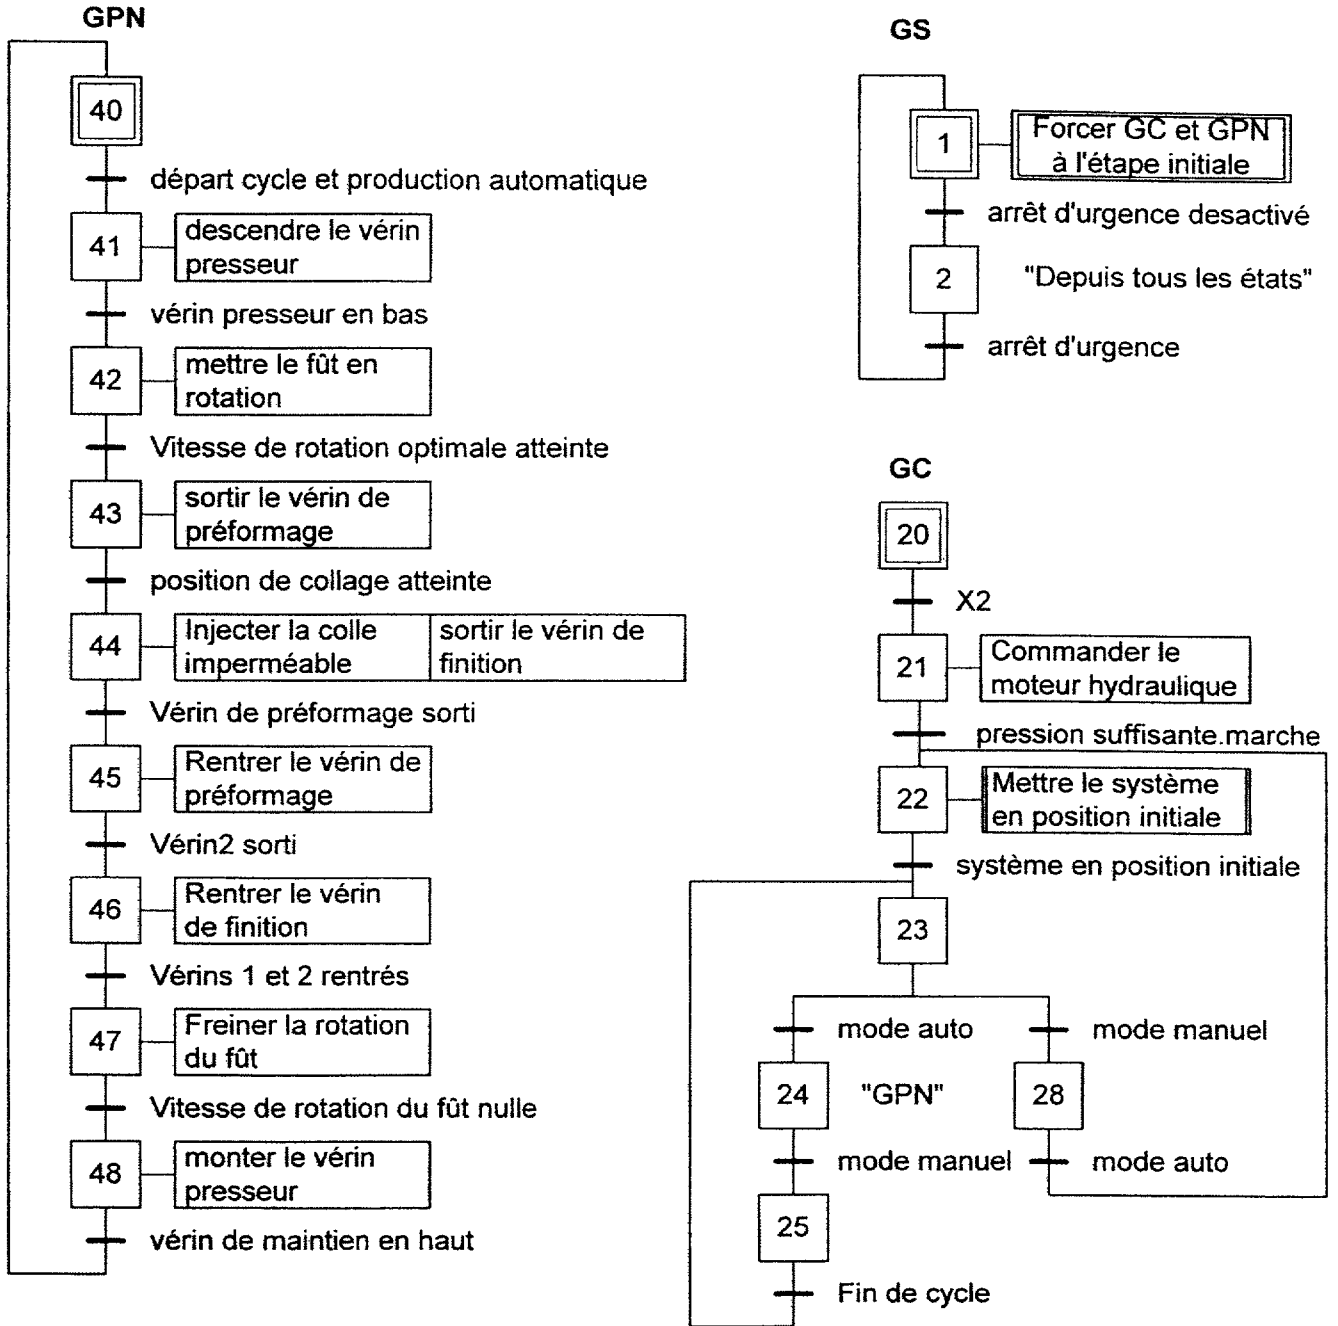 GPN
40
départ cycle et production automatique
41
descendre le vérin
presseur
vérin presseur en bas
42
mettre le fût en
rotation
Vitesse de rotation optimale atteinte
43
sortir le vérin de
préformage
position de collage atteinte
44
Injecter la colle
imperméable
sortir le vérin de
finition
Vérin de préformage sorti
45
Rentrer le vérin de
préformage
Vérin2 sorti
46
Rentrer le vérin
de finition
Vérins 1 et 2 rentrés
47
Freiner la rotation
du fût
Vitesse de rotation du fût nulle
48
monter le vérin
presseur
vérin de maintien en haut
GS
1
Forcer GC et GPN
à l'étape initiale
arrêt d'urgence desactivé
2
"Depuis tous les états"
arrêt d'urgence
GC
20
X2
21
Commander le
moteur hydraulique
pression suffisante.marche
22
Mettre le système
en position initiale
système en position initiale
23
mode auto
mode manuel
24
"GPN"
28
mode manuel
mode auto
25
Fin de cycle